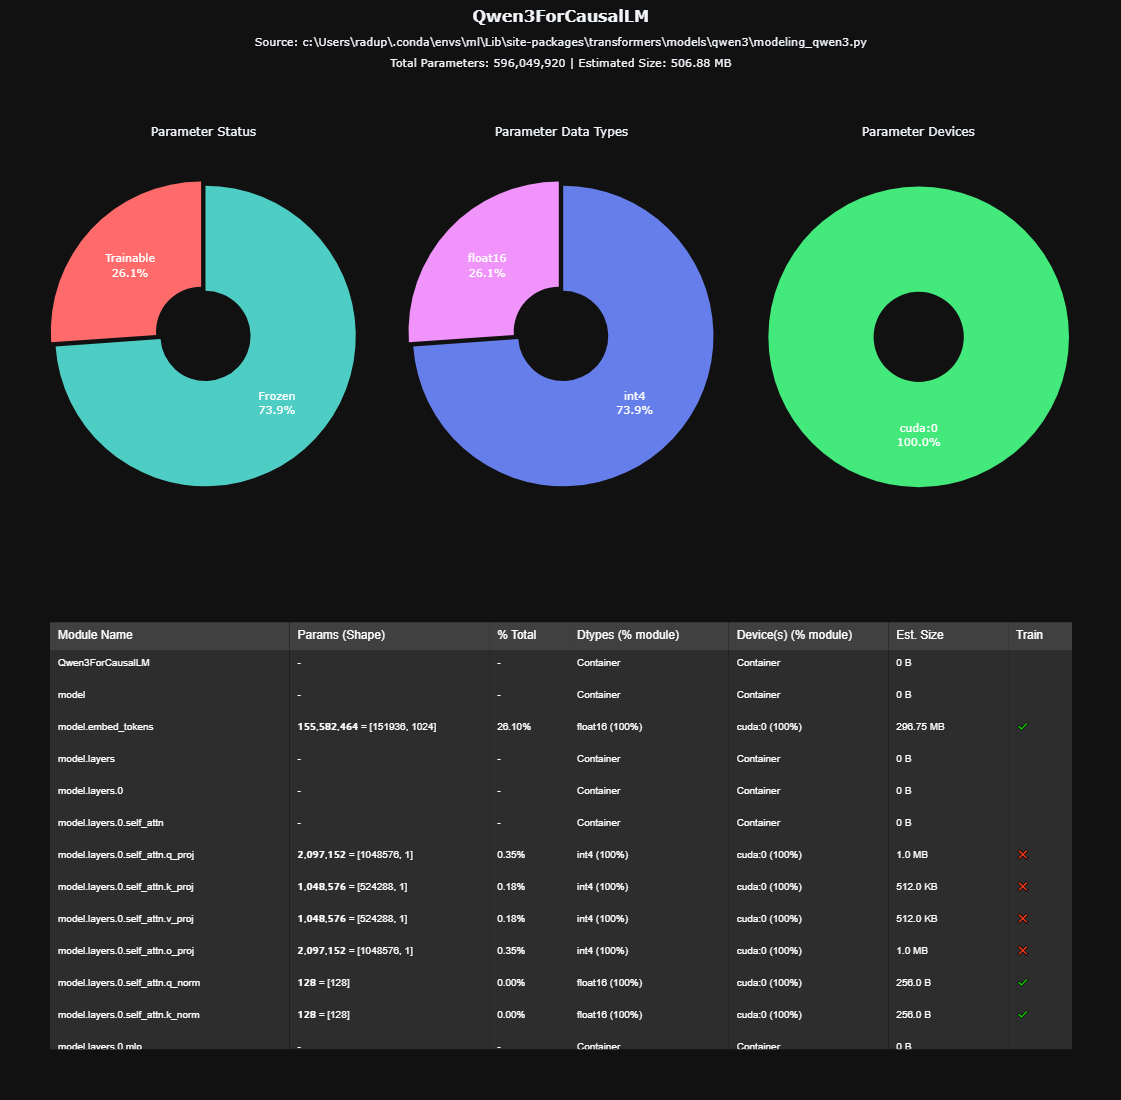 Qwen3ForCausalLM
Source: c:\Users\radup\.conda\envs\ml\Lib\site-packages\transformers\models\qwen3\modeling_qwen3.py
Total Parameters: 596,049,920 | Estimated Size: 506.88 MB
Parameter Status
Parameter Data Types
Parameter Devices
Trainable
26.1%
Frozen
73.9%
float16
26.1%
int4
73.9%
cuda:0
100.0%
Module Name Params (Shape) % Total Dtypes (% module) Device(s) (% module) Est. Size Train
Qwen3ForCausalLM - - Container Container 0 B
model - - Container Container 0 B
model.embed_tokens 155,582,464 = [151936, 1024] 26.10% float16 (100%) cuda:0 (100%) 296.75 MB ✓
model.layers - - Container Container 0 B
model.layers.0 - - Container Container 0 B
model.layers.0.self_attn - - Container Container 0 B
model.layers.0.self_attn.q_proj 2,097,152 = [1048576, 1] 0.35% int4 (100%) cuda:0 (100%) 1.0 MB ✕
model.layers.0.self_attn.k_proj 1,048,576 = [524288, 1] 0.18% int4 (100%) cuda:0 (100%) 512.0 KB ✕
model.layers.0.self_attn.v_proj 1,048,576 = [524288, 1] 0.18% int4 (100%) cuda:0 (100%) 512.0 KB ✕
model.layers.0.self_attn.o_proj 2,097,152 = [1048576, 1] 0.35% int4 (100%) cuda:0 (100%) 1.0 MB ✕
model.layers.0.self_attn.q_norm 128 = [128] 0.00% float16 (100%) cuda:0 (100%) 256.0 B ✓
model.layers.0.self_attn.k_norm 128 = [128] 0.00% float16 (100%) cuda:0 (100%) 256.0 B ✓
model.layers.0.mlp - - Container Container 0 B